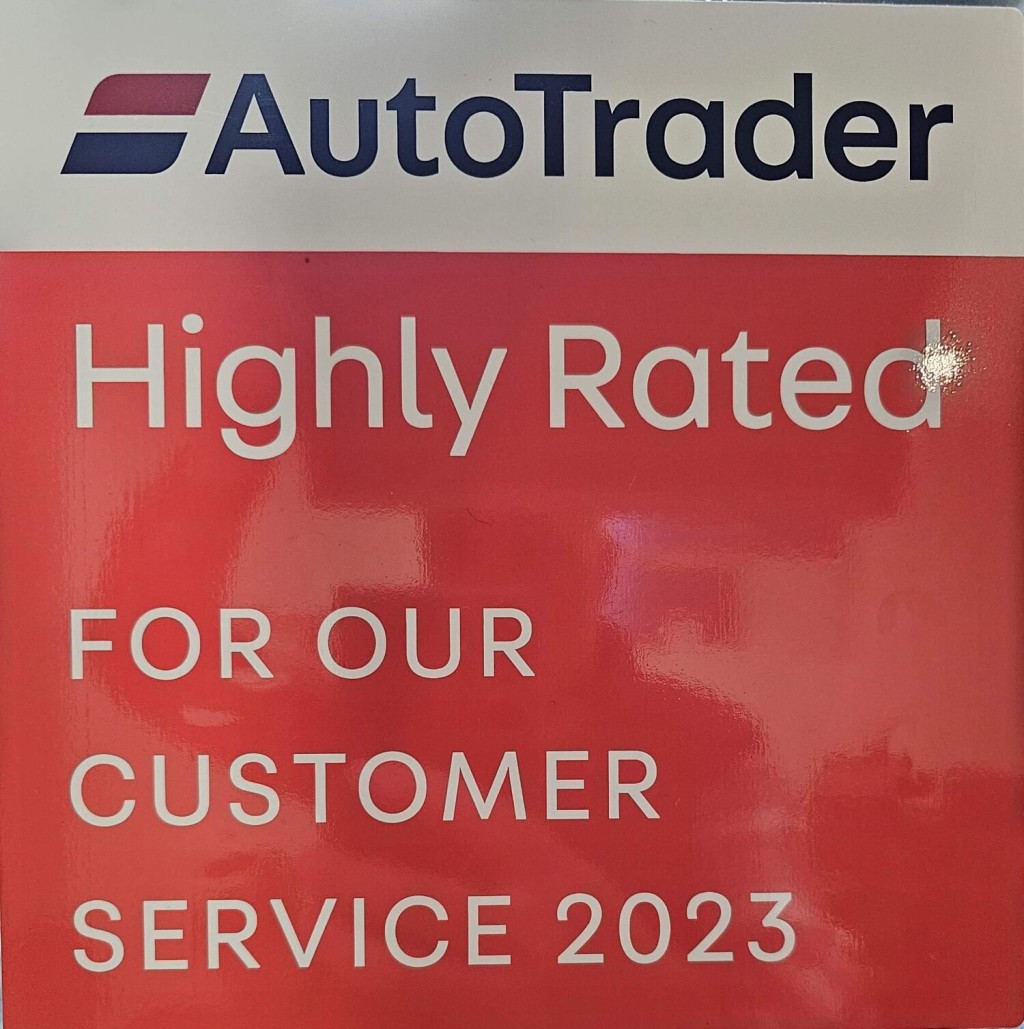 AutoTrader
Highly Rated
FOR OUR
CUSTOMER
SERVICE 2023